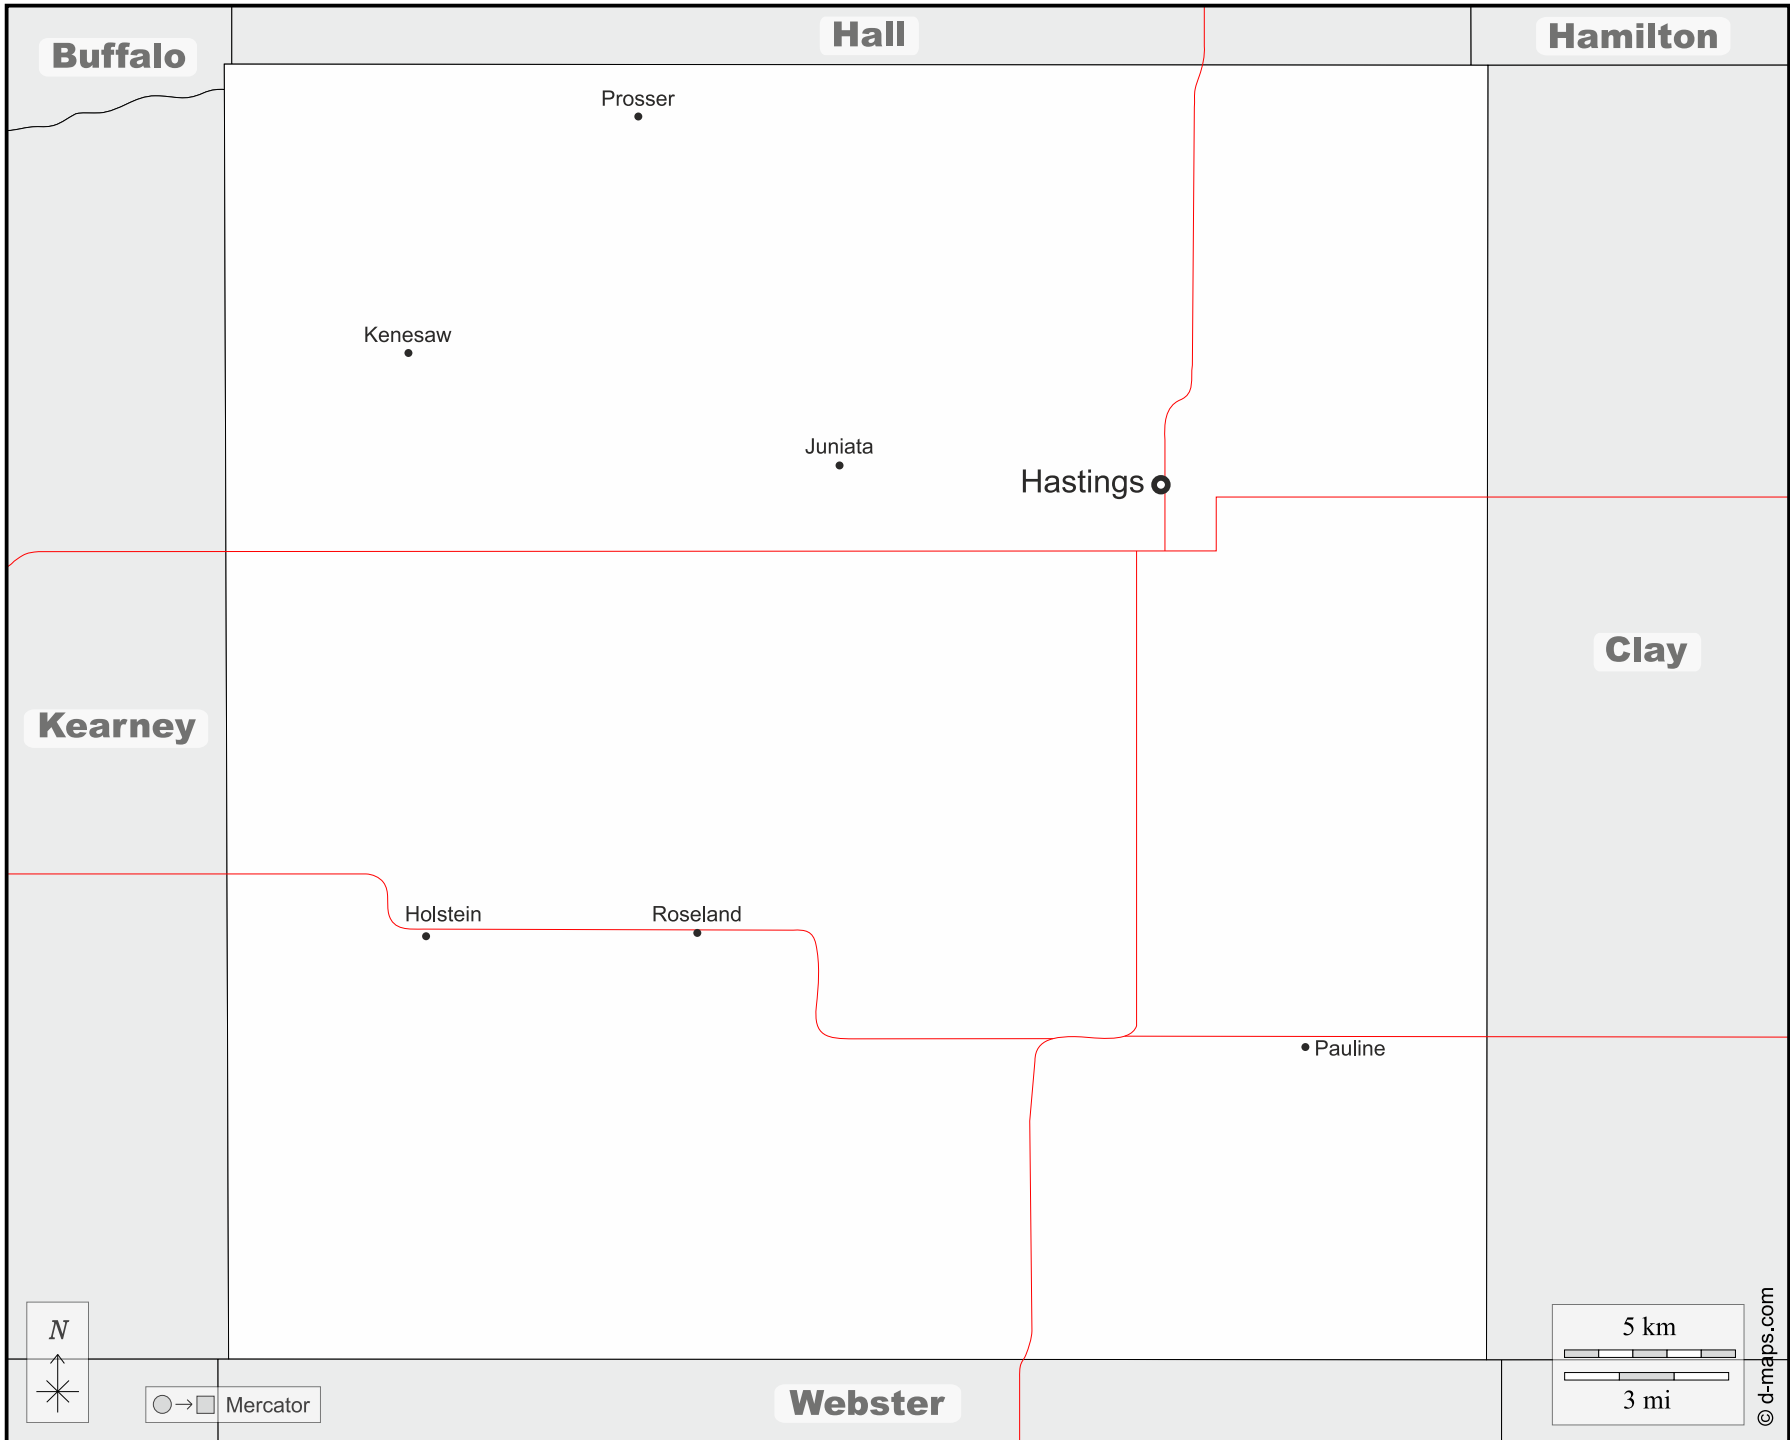 Buffalo
Hall
Hamilton
Prosser
Kenesaw
Juniata
Hastings
Clay
Kearney
Holstein
Roseland
Pauline
N
Mercator
Webster
5 km
3 mi
© d-maps.com